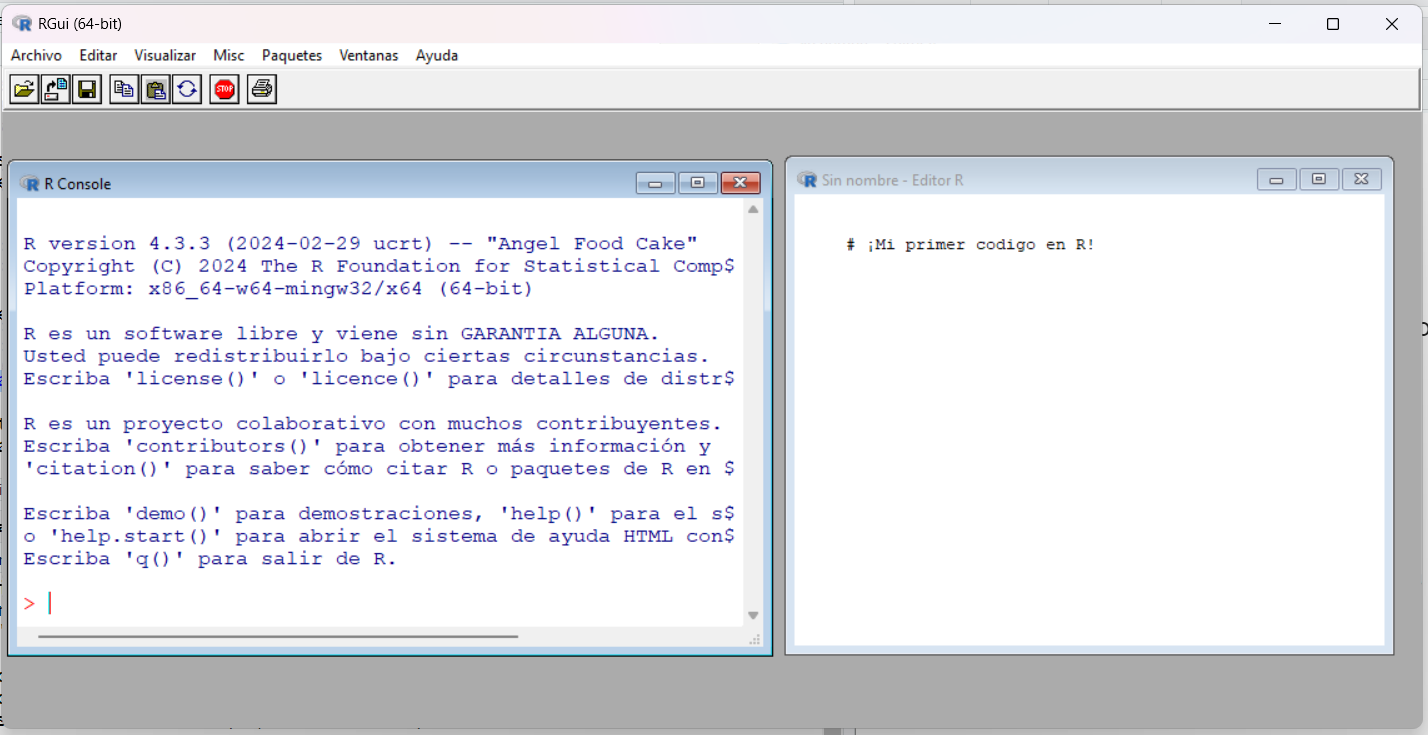 RGui (64-bit)
Archivo Editar Visualizar Misc Paquetes Ventanas Ayuda
STOP
R Console
R version 4.3.3 (2024-02-29 ucrt) -- "Angel Food Cake"
Copyright (C) 2024 The R Foundation for Statistical Comp$
Platform: x86_64-w64-mingw32/x64 (64-bit)
R es un software libre y viene sin GARANTIA ALGUNA.
Usted puede redistribuirlo bajo ciertas circunstancias.
Escriba 'license()' o 'licence()' para detalles de distr$
R es un proyecto colaborativo con muchos contribuyentes.
Escriba 'contributors()' para obtener más información y
'citation()' para saber cómo citar R o paquetes de R en $
Escriba 'demo()' para demostraciones, 'help()' para el s$
o 'help.start()' para abrir el sistema de ayuda HTML con$
Escriba 'q()' para salir de R.
>
Sin nombre - Editor R
# ¡Mi primer codigo en R!